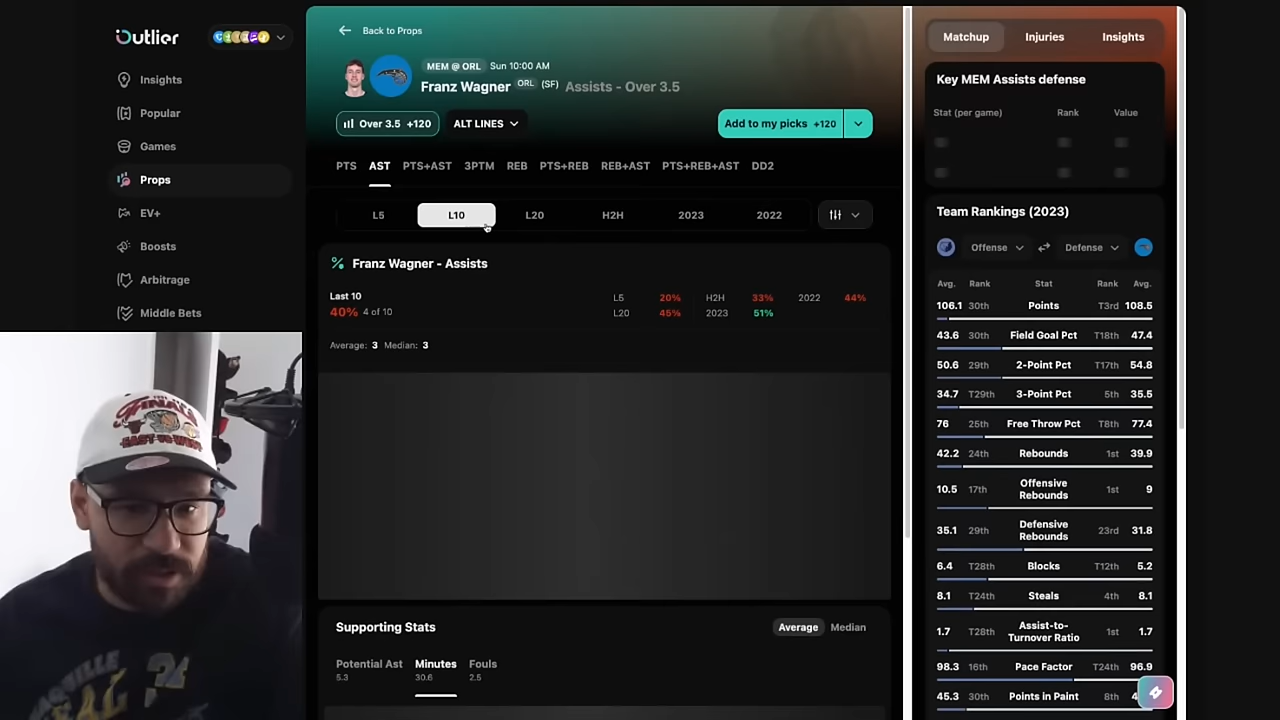 Outlier
Insights
Popular
Games
Props
EV+
Boosts
Arbitrage
Middle Bets
Back to Props
MEM @ ORL Sun 10:00 AM
Franz Wagner ORL (SF) Assists - Over 3.5
Over 3.5 +120
ALT LINES
Add to my picks +120
PTS AST PTS+AST 3PTM REB PTS+REB REB+AST PTS+REB+AST DD2
L5 L10 L20 H2H 2023 2022
Franz Wagner - Assists
Last 10
40% 4 of 10
L5 20% H2H 33% 2022 44%
L20 45% 2023 51%
Average: 3 Median: 3
Supporting Stats
Average Median
Potential Ast Minutes Fouls
5.3 30.6 2.5
Matchup Injuries Insights
Key MEM Assists defense
Stat (per game) Rank Value
Team Rankings (2023)
Offense Defense
Avg. Rank Stat Rank Avg.
106.1 30th Points T3rd 108.5
43.6 30th Field Goal Pct T18th 47.4
50.6 29th 2-Point Pct T17th 54.8
34.7 T29th 3-Point Pct 5th 35.5
76 25th Free Throw Pct T8th 77.4
42.2 24th Rebounds 1st 39.9
10.5 17th Offensive Rebounds 1st 9
35.1 29th Defensive Rebounds 23rd 31.8
6.4 T28th Blocks T12th 5.2
8.1 T24th Steals 4th 8.1
1.7 T28th Assist-to-Turnover Ratio 1st 1.7
98.3 16th Pace Factor T24th 96.9
45.3 30th Points in Paint 8th
FINALS
EAST VS WEST